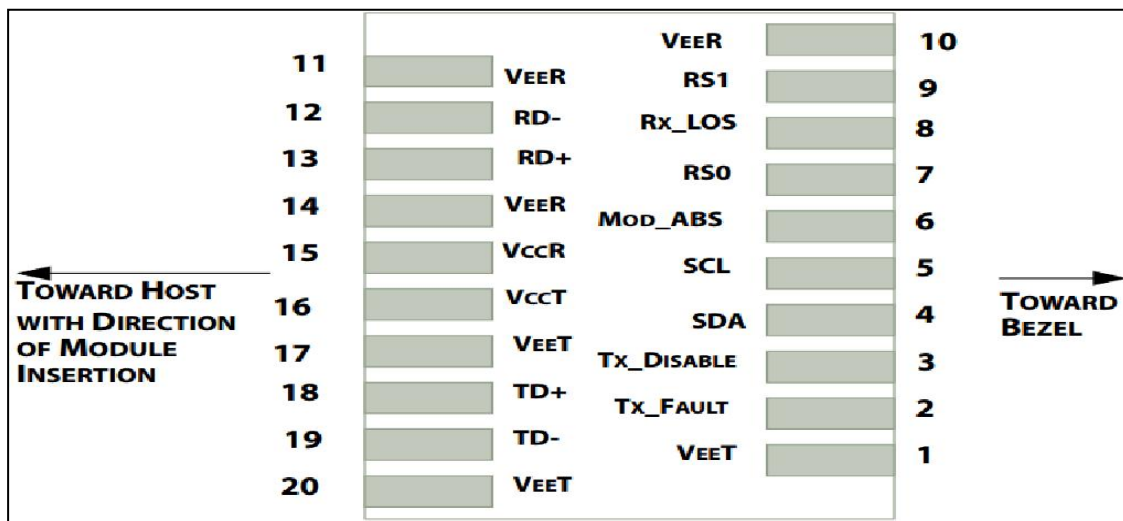 11 VEER
12 RD-
13 RD+
14 VEER
15 VCCR
16 VCCT
17 VEET
18 TD+
19 TD-
20 VEET
VEER 10
RS1 9
RX_LOS 8
RS0 7
MOD_ABS 6
SCL 5
SDA 4
TX_DISABLE 3
TX_FAULT 2
VEET 1
TOWARD HOST
WITH DIRECTION
OF MODULE
INSERTION
TOWARD
BEZEL